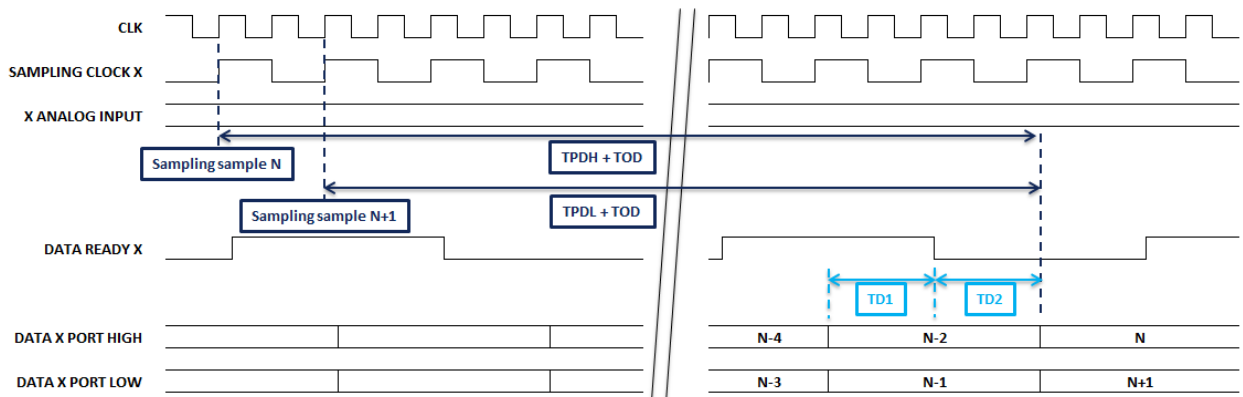 CLK
SAMPLING CLOCK X
X ANALOG INPUT
TPDH + TOD
Sampling sample N
TPDL + TOD
Sampling sample N+1
DATA READY X
TD1
TD2
DATA X PORT HIGH
N-4
N-2
N
DATA X PORT LOW
N-3
N-1
N+1